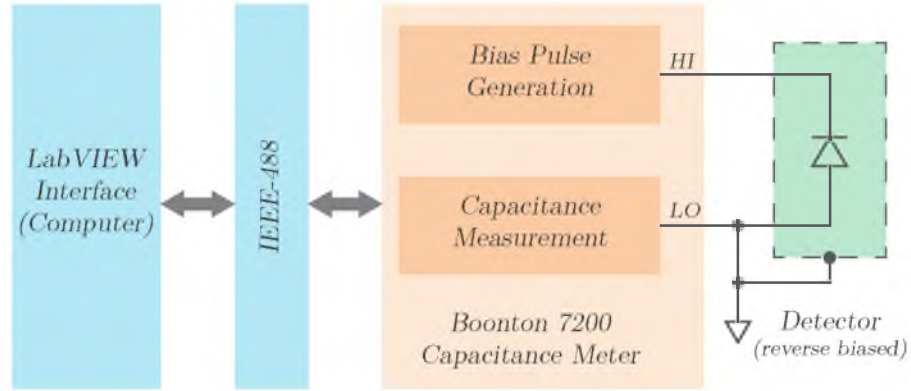 LabVIEW
Interface
(Computer)
IEEE-488
Bias Pulse
Generation
HI
Capacitance
Measurement
LO
Boonton 7200
Capacitance Meter
Detector
(reverse biased)